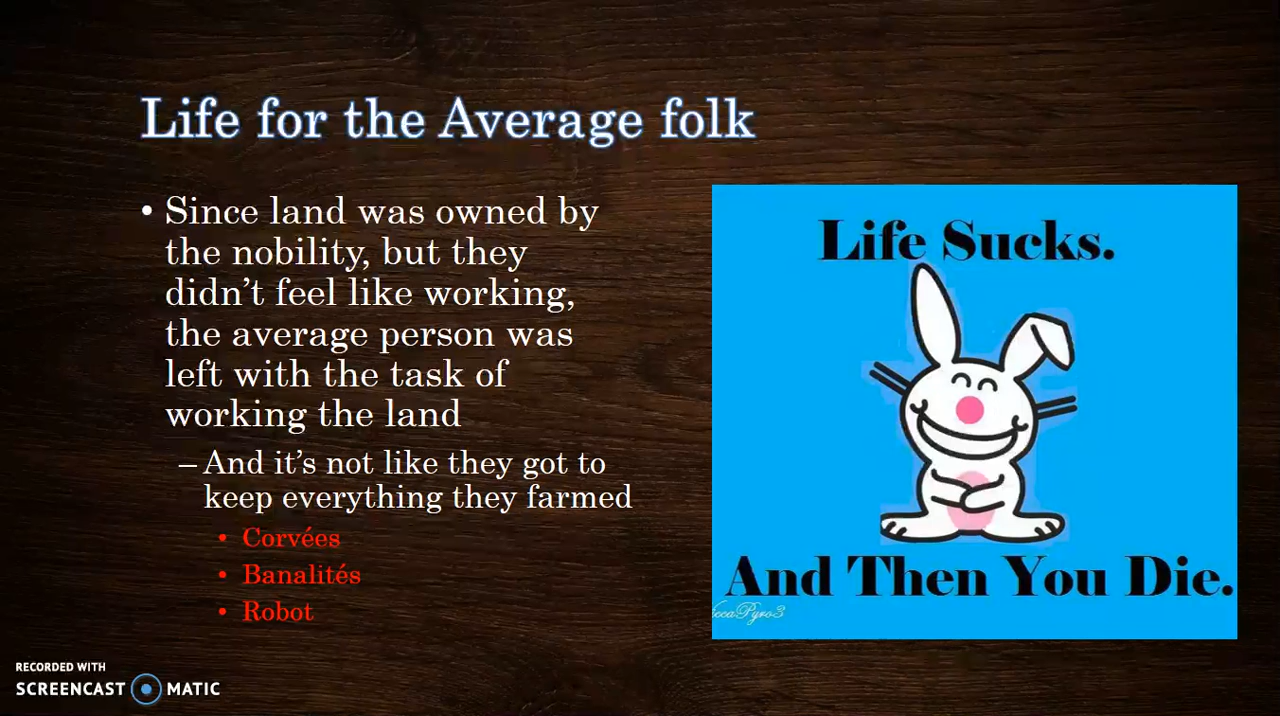 Life for the Average folk
• Since land was owned by
the nobility, but they
didn't feel like working,
the average person was
left with the task of
working the land
– And it's not like they got to
keep everything they farmed
• Corvées
• Banalités
• Robot
Life Sucks.
And Then You Die.
RECORDED WITH
SCREENCAST MATIC